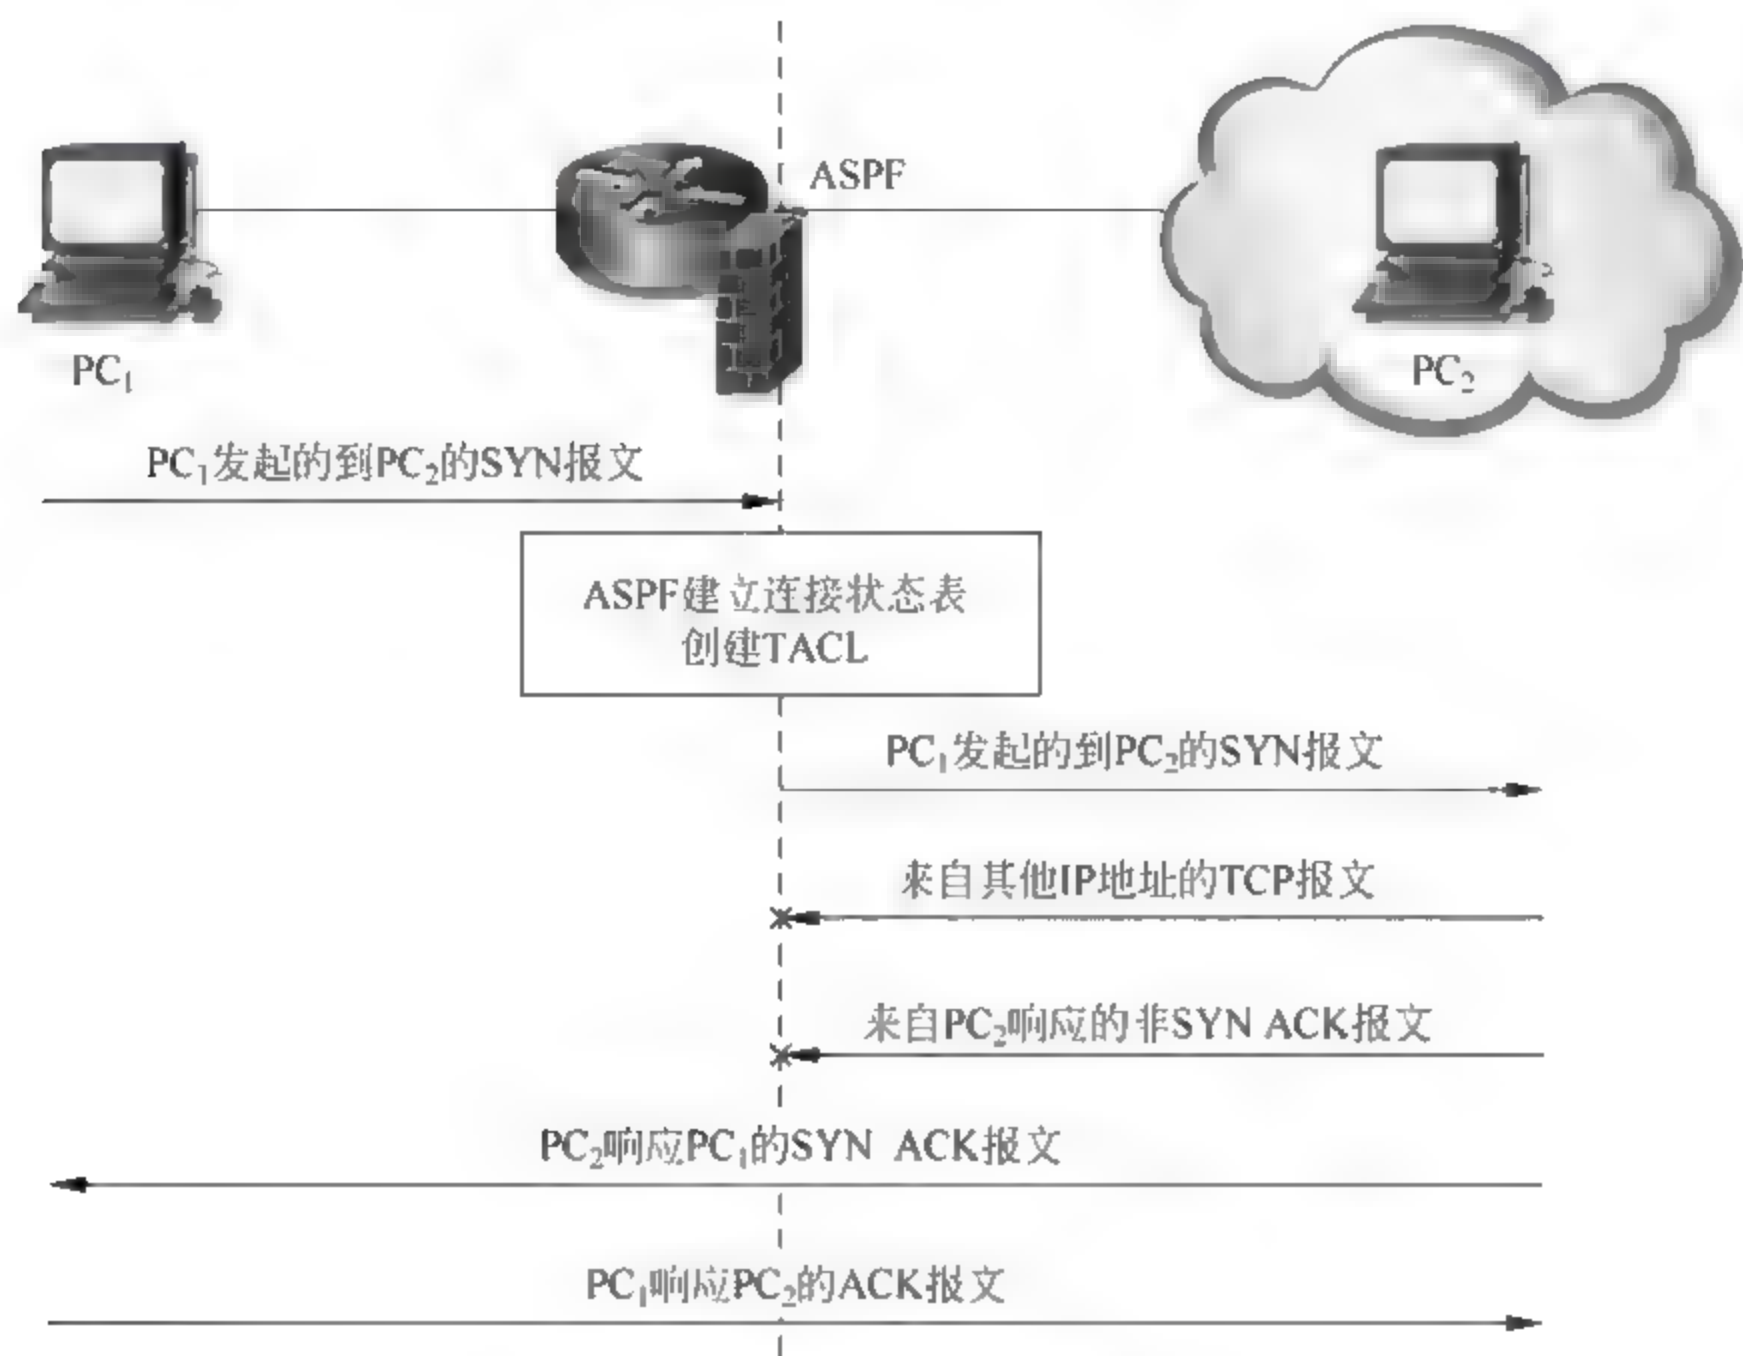 ASPF
PC₁
PC₂
PC₁发起的到PC₂的SYN报文
ASPF建立连接状态表
创建TACL
PC₁发起的到PC₂的SYN报文
来自其他IP地址的TCP报文
来自PC₂响应的非SYN ACK报文
PC₂响应PC₁的SYN ACK报文
PC₁响应PC₂的ACK报文